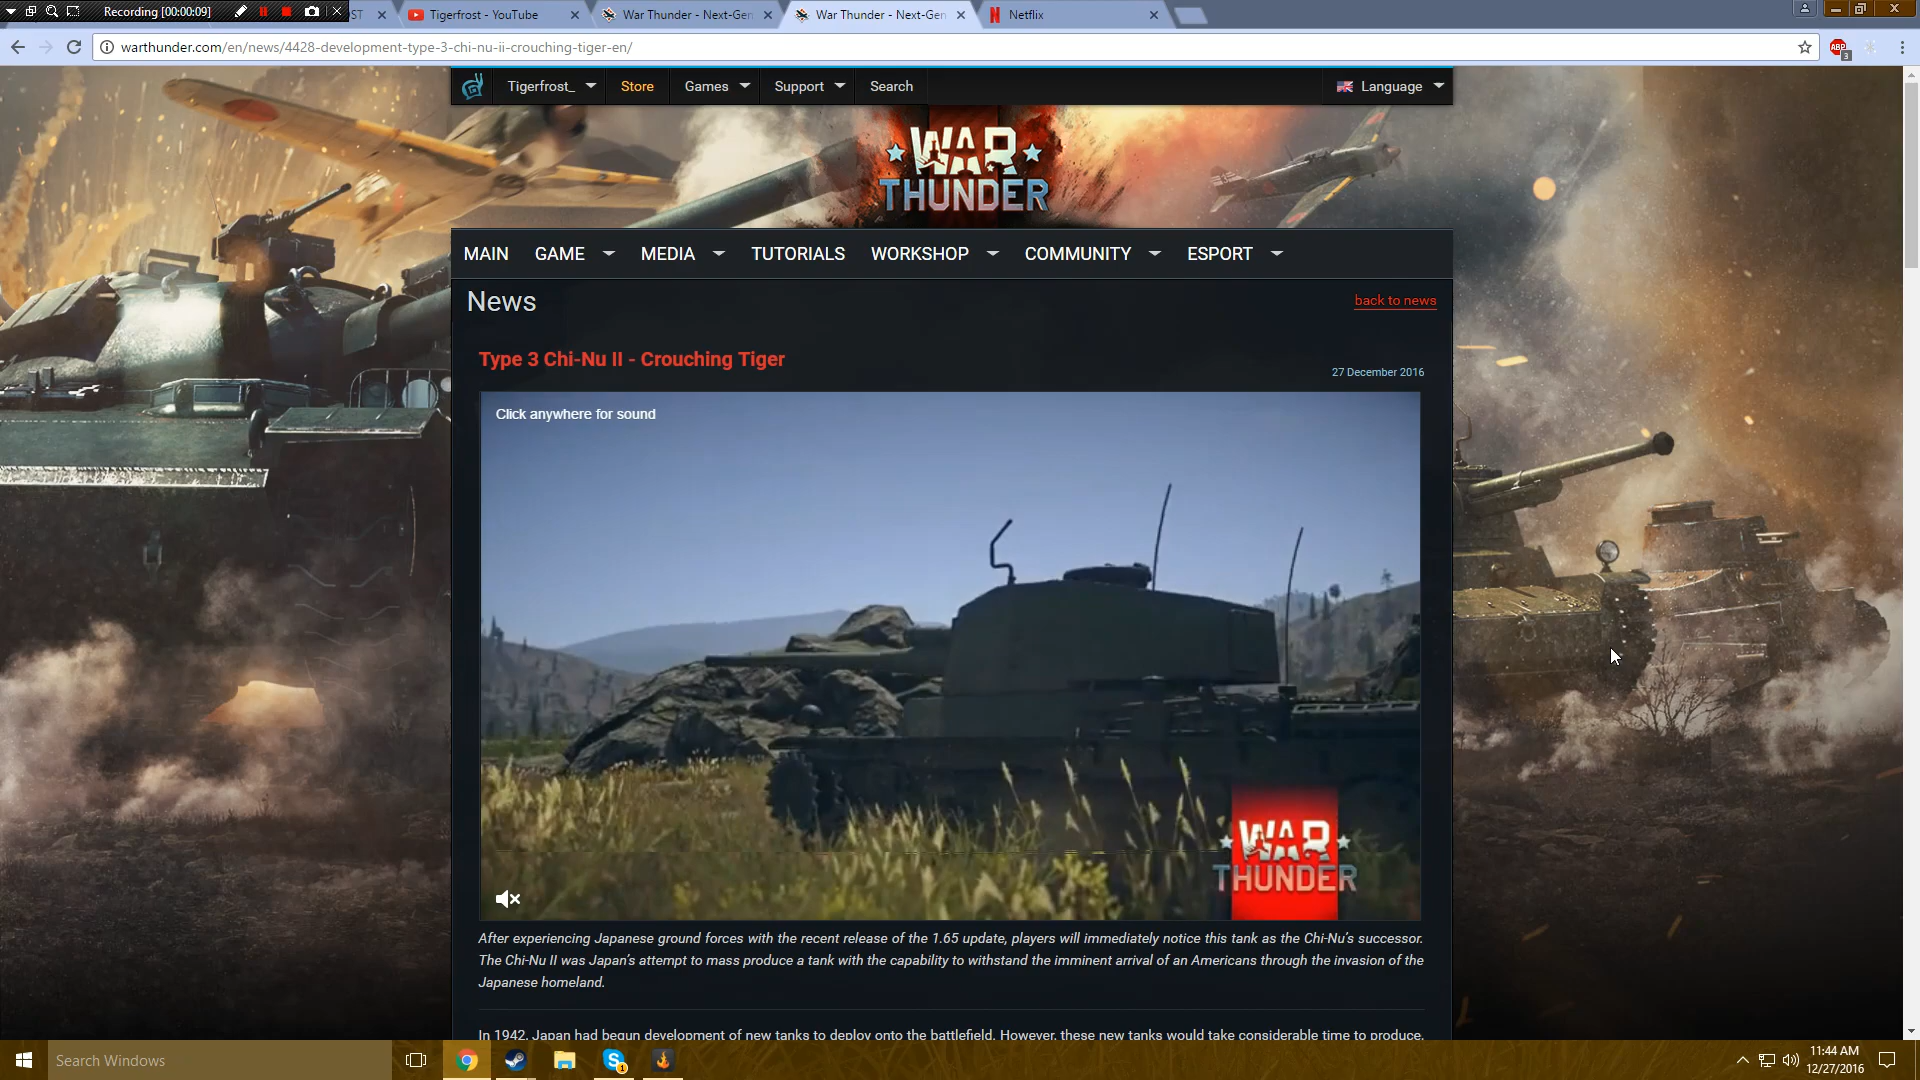 Recording [00:00:09]
ST
Tigerfrost - YouTube
War Thunder - Next-Gen
War Thunder - Next-Gen
Netflix
warthunder.com/en/news/4428-development-type-3-chi-nu-ii-crouching-tiger-en/
ABP
3
Tigerfrost_
Store
Games
Support
Search
Language
WAR
THUNDER
MAIN
GAME
MEDIA
TUTORIALS
WORKSHOP
COMMUNITY
ESPORT
News
back to news
Type 3 Chi-Nu II - Crouching Tiger
27 December 2016
Click anywhere for sound
WAR
THUNDER
After experiencing Japanese ground forces with the recent release of the 1.65 update, players will immediately notice this tank as the Chi-Nu's successor.
The Chi-Nu II was Japan's attempt to mass produce a tank with the capability to withstand the imminent arrival of an Americans through the invasion of the
Japanese homeland.
In 1942, Japan had begun development of new tanks to deploy onto the battlefield. However, these new tanks would take considerable time to produce.
Search Windows
1
11:44 AM
12/27/2016